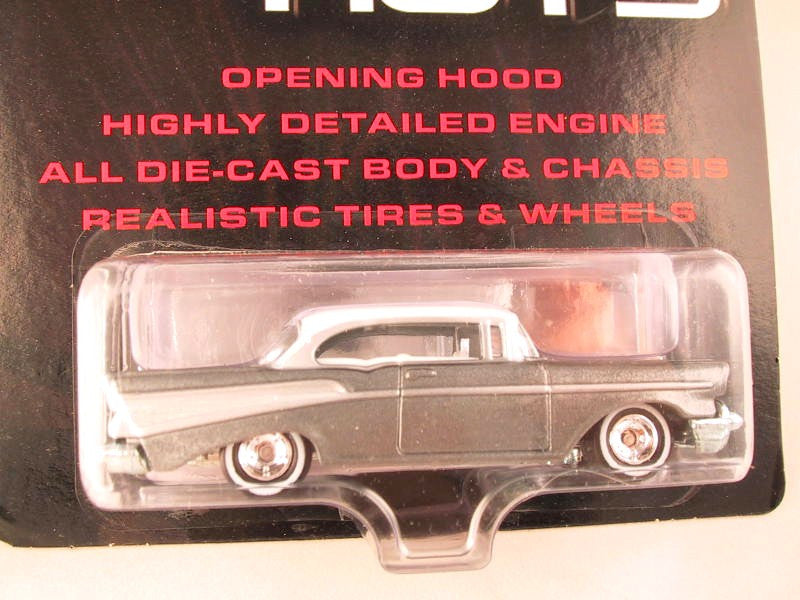 OPENING HOOD
HIGHLY DETAILED ENGINE
ALL DIE-CAST BODY & CHASSIS
REALISTIC TIRES & WHEELS